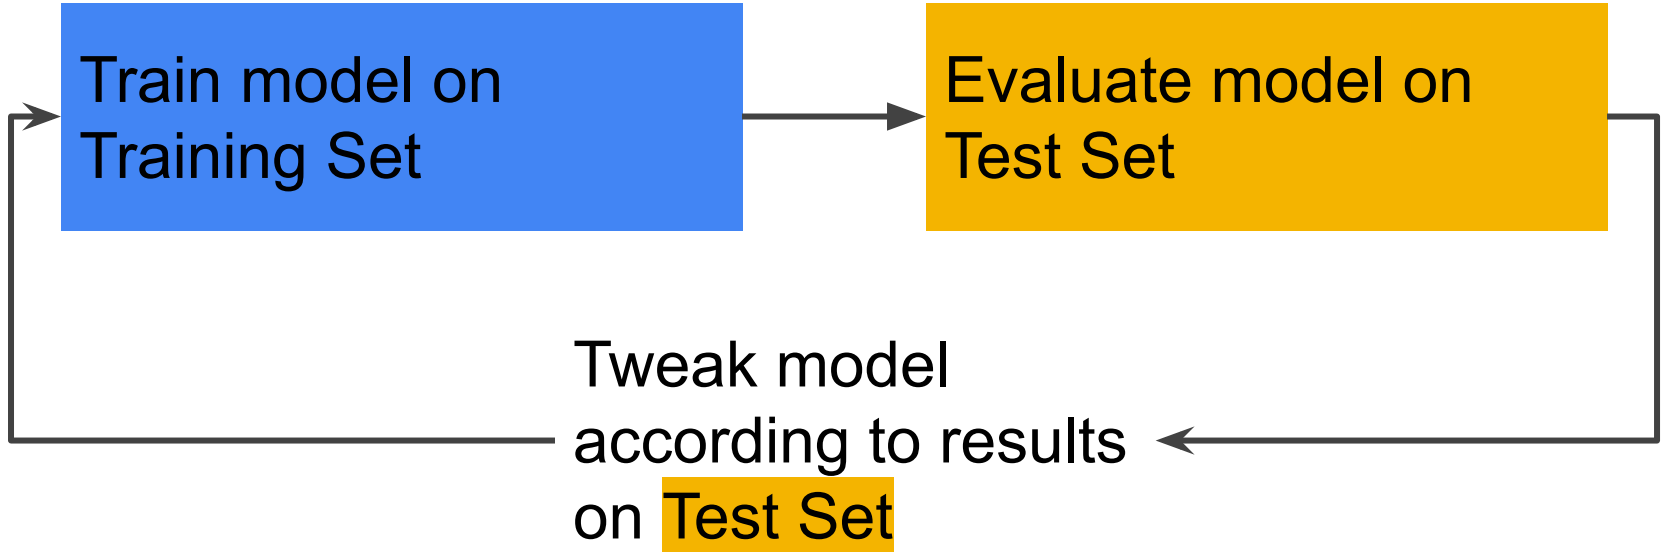 Train model on
Training Set
Evaluate model on
Test Set
Tweak model
according to results
on Test Set